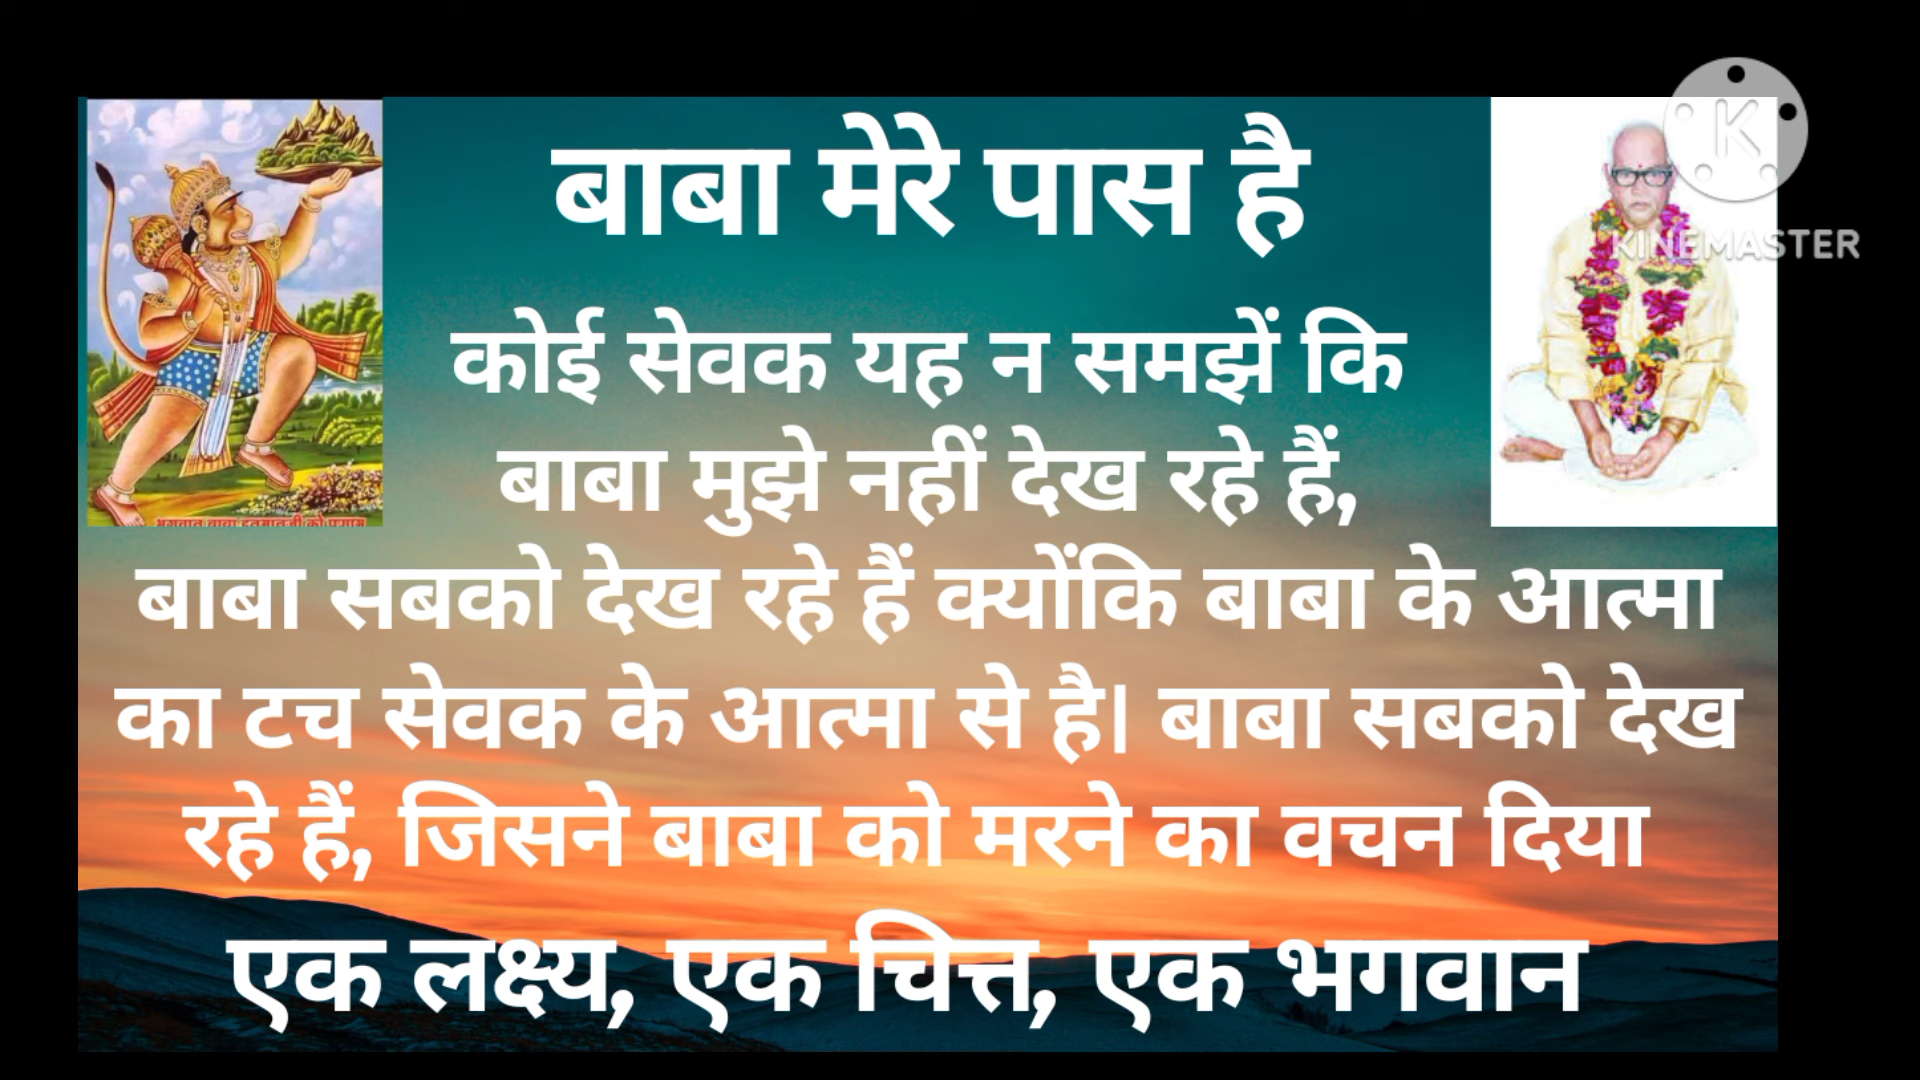 बाबा मेरे पास है
कोई सेवक यह न समझें कि
बाबा मुझे नहीं देख रहे हैं,
बाबा सबको देख रहे हैं क्योंकि बाबा के आत्मा
का टच सेवक के आत्मा से है। बाबा सबको देख
रहे हैं, जिसने बाबा को मरने का वचन दिया
एक लक्ष्य, एक चित्त, एक भगवान
K
KINEMASTER